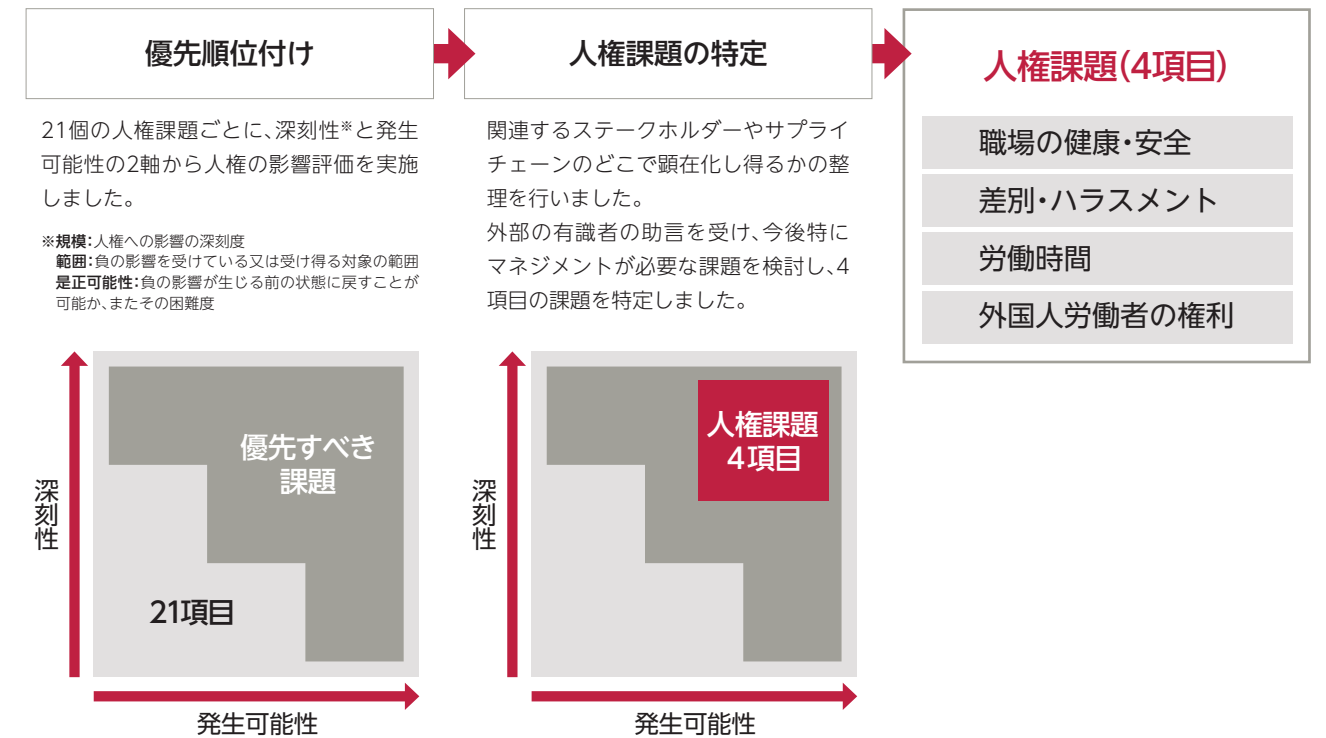 優先順位付け
21個の人権課題ごとに、深刻性※と発生
可能性の2軸から人権の影響評価を実施
しました。
※規模：人権への影響の深刻度
範囲：負の影響を受けている又は受け得る対象の範囲
是正可能性：負の影響が生じる前の状態に戻すことが
可能か、またその困難度
深刻性
優先すべき
課題
21項目
発生可能性
人権課題の特定
関連するステークホルダーやサプライ
チェーンのどこで顕在化し得るかの整
理を行いました。
外部の有識者の助言を受け、今後特に
マネジメントが必要な課題を検討し、4
項目の課題を特定しました。
深刻性
人権課題
4項目
発生可能性
人権課題(4項目)
職場の健康・安全
差別・ハラスメント
労働時間
外国人労働者の権利